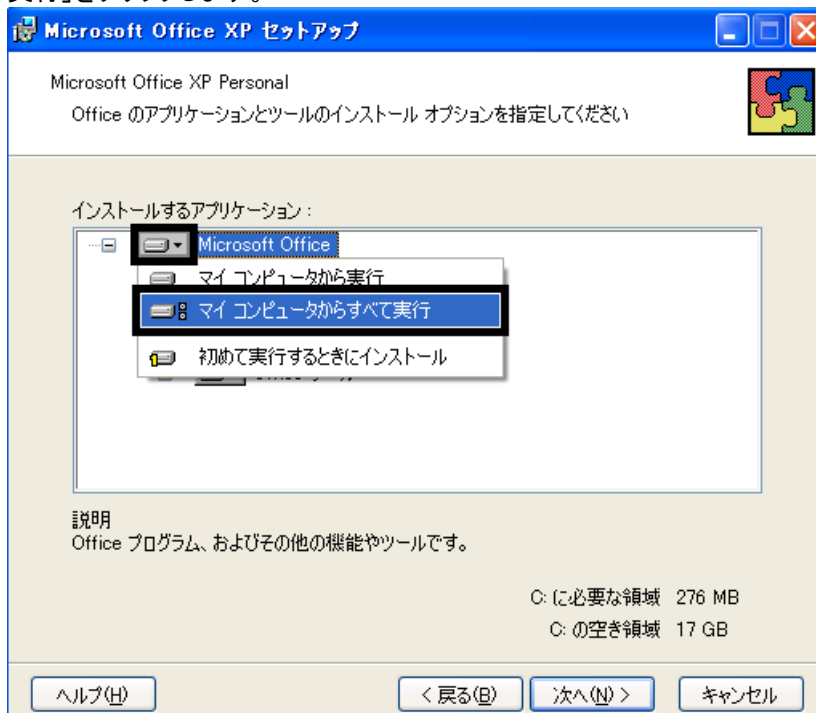 Microsoft Office XP セットアップ
Microsoft Office XP Personal
Office のアプリケーションとツールのインストール オプションを指定してください
インストールするアプリケーション :
Microsoft Office
マイ コンピュータから実行
マイ コンピュータからすべて実行
初めて実行するときにインストール
説明
Office プログラム、およびその他の機能やツールです。
C: に必要な領域 276 MB
C: の空き領域 17 GB
ヘルプ(H)
< 戻る(B)
次へ(N) >
キャンセル